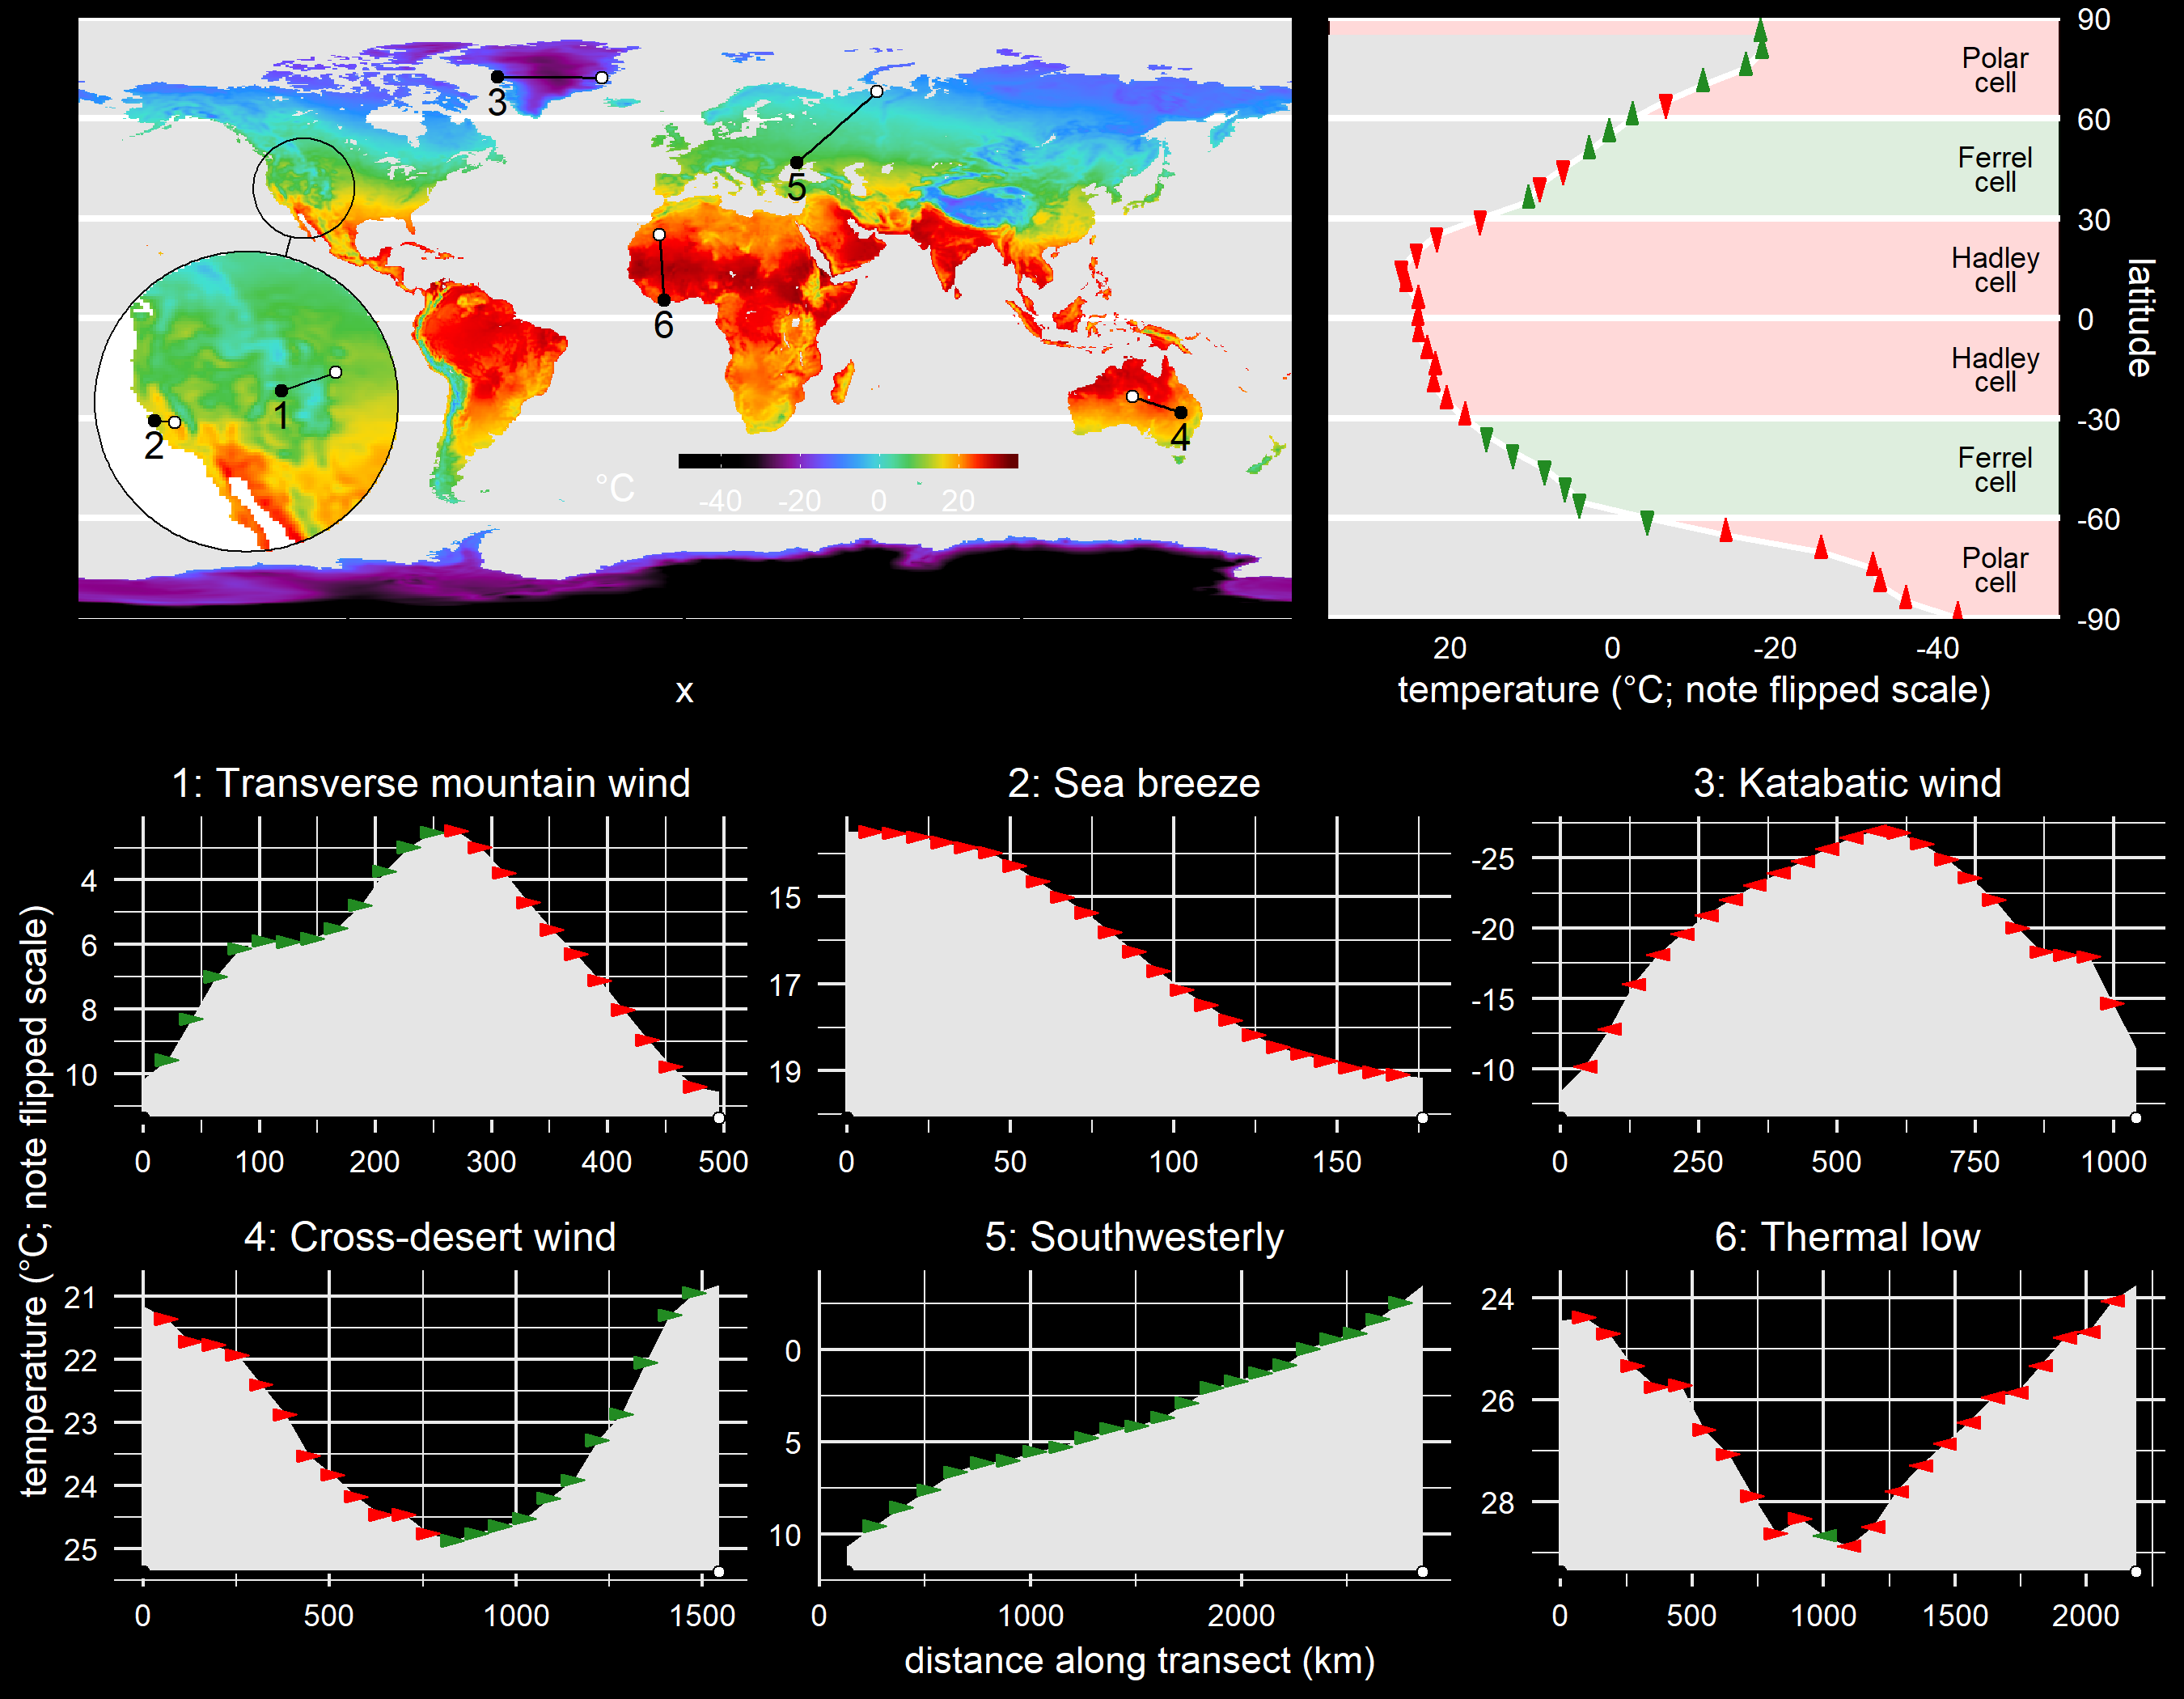 3
5
6
1
2
4
°C
-40 -20 0 20
x
Polar
cell
Ferrel
cell
Hadley
cell
Hadley
cell
Ferrel
cell
Polar
cell
90
60
30
0
-30
-60
-90
latitude
20 0 -20 -40
temperature (°C; note flipped scale)
temperature (°C; note flipped scale)
1: Transverse mountain wind
4
6
8
10
0 100 200 300 400 500
2: Sea breeze
15
17
19
0 50 100 150
3: Katabatic wind
-25
-20
-15
-10
0 250 500 750 1000
4: Cross-desert wind
21
22
23
24
25
0 500 1000 1500
5: Southwesterly
0
5
10
0 1000 2000
6: Thermal low
24
26
28
0 500 1000 1500 2000
distance along transect (km)